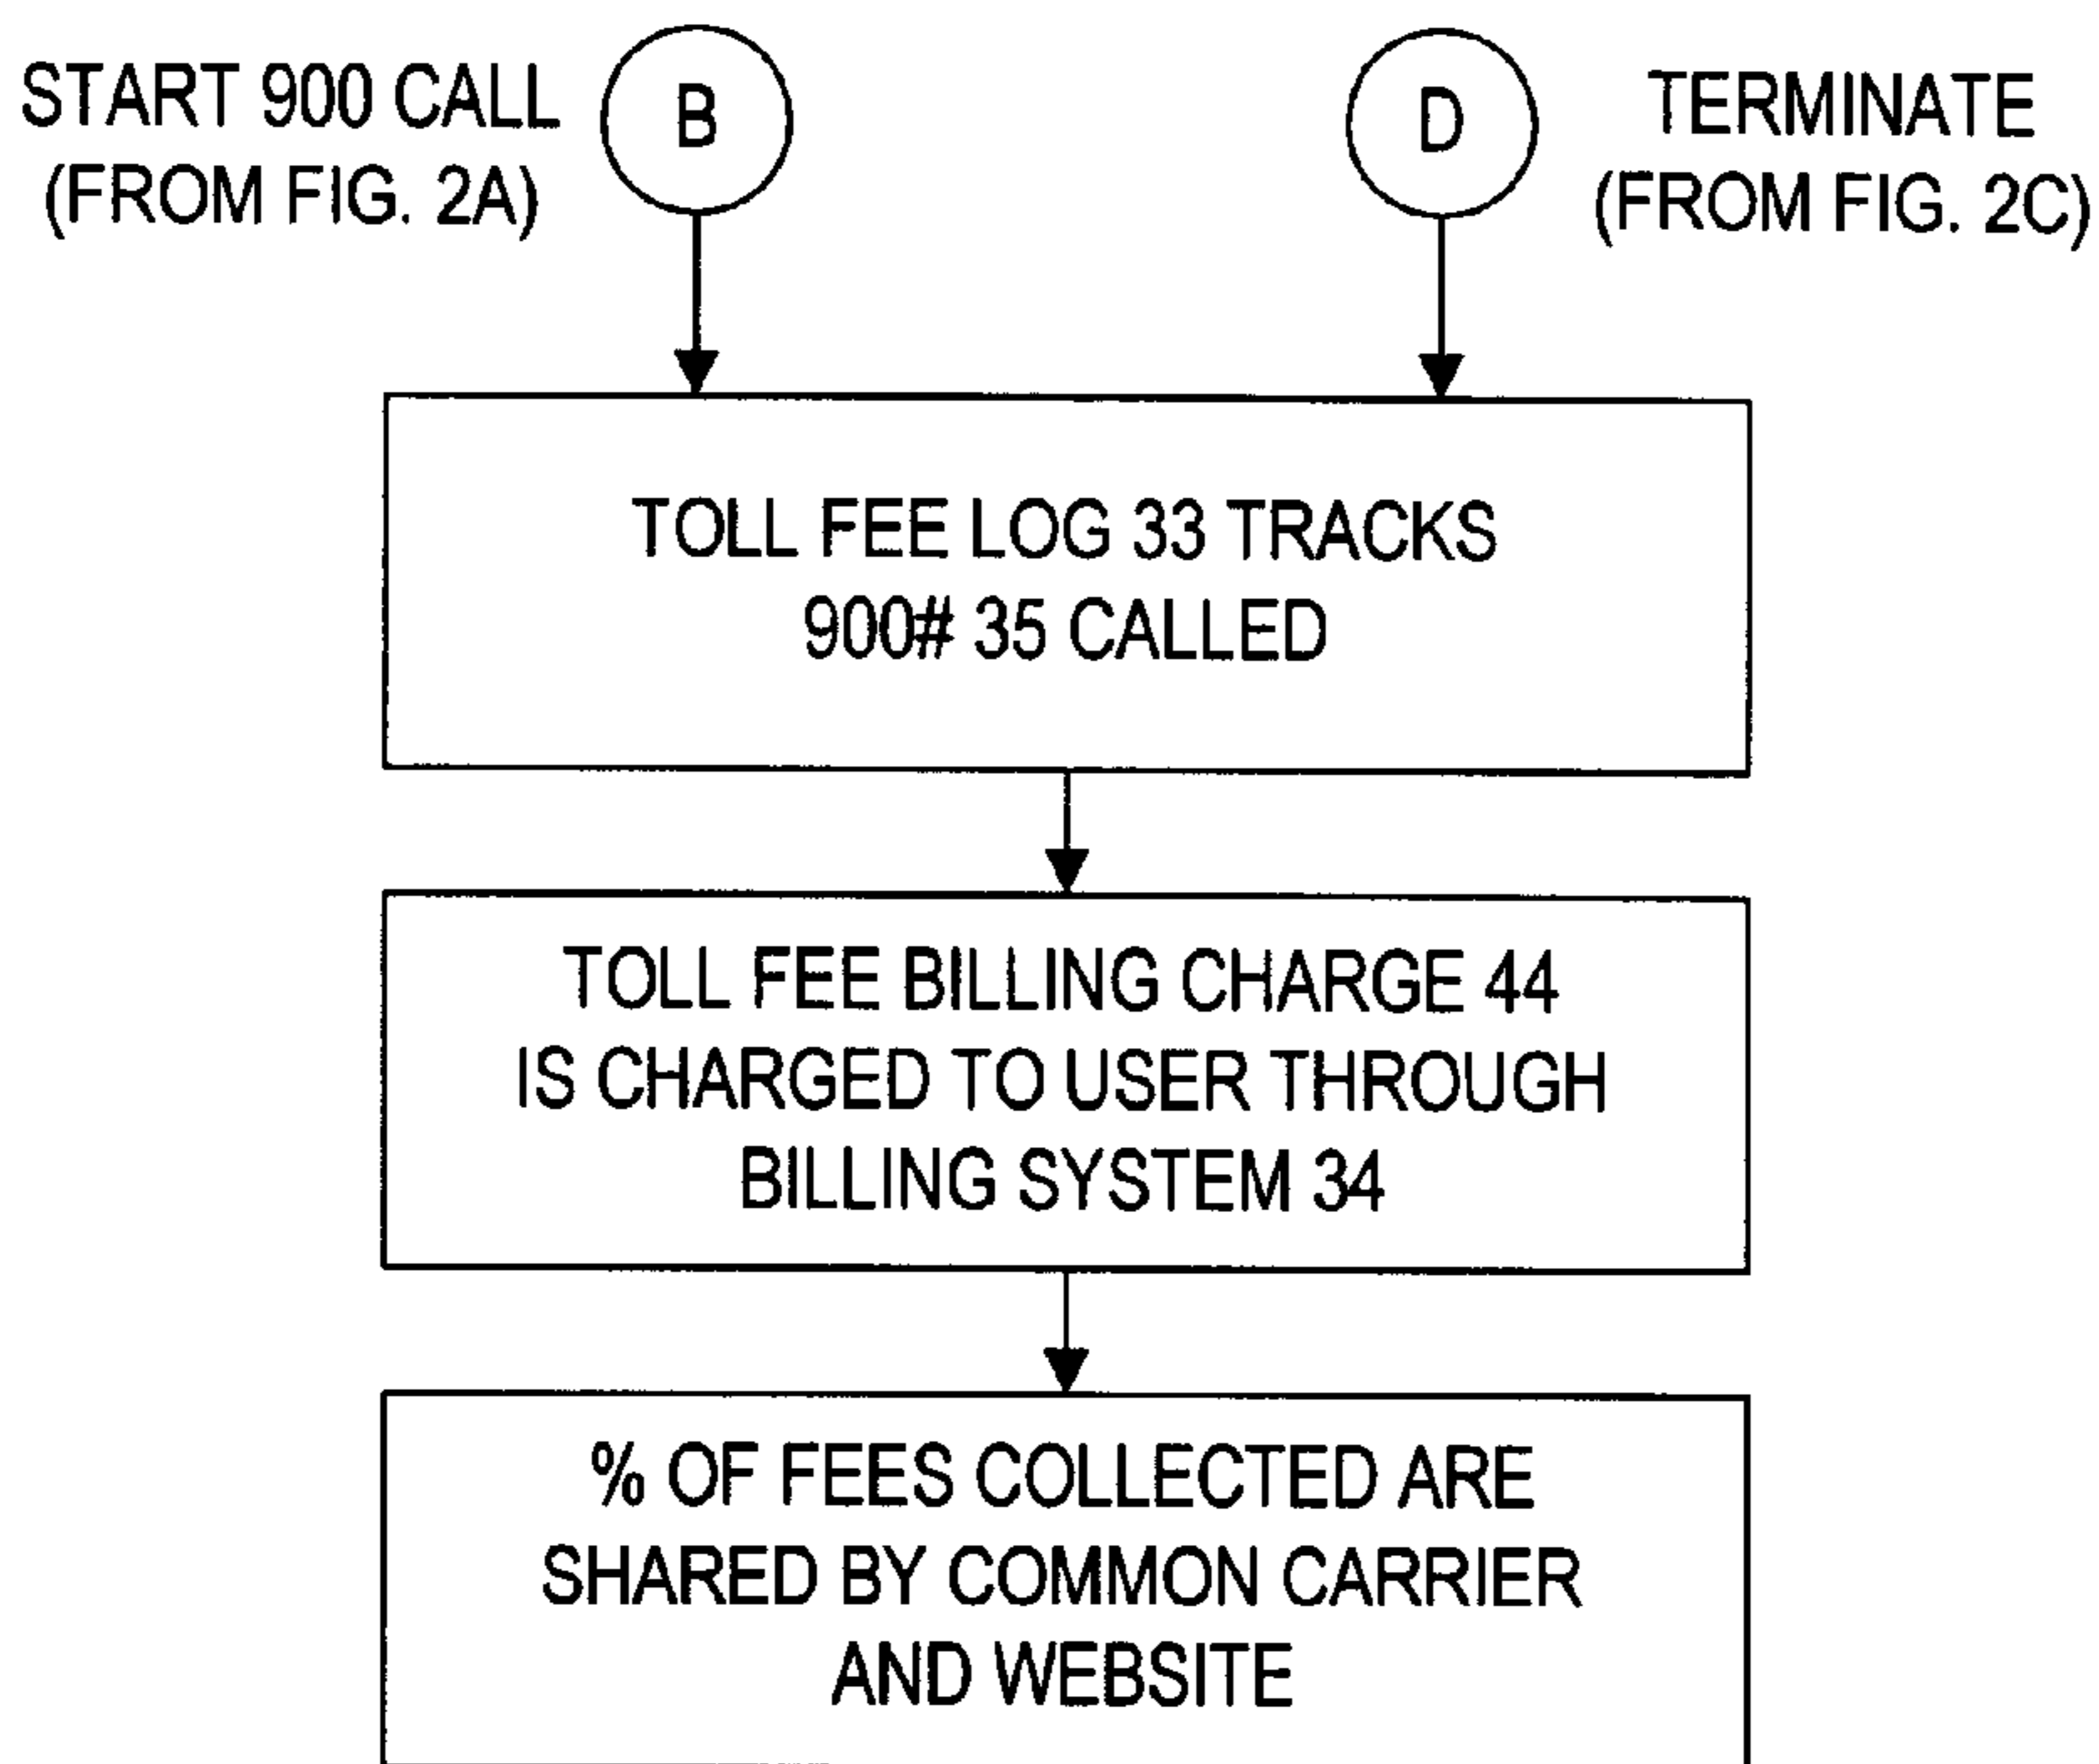 START 900 CALL
(FROM FIG. 2A)
B
D
TERMINATE
(FROM FIG. 2C)
TOLL FEE LOG 33 TRACKS
900# 35 CALLED
TOLL FEE BILLING CHARGE 44
IS CHARGED TO USER THROUGH
BILLING SYSTEM 34
% OF FEES COLLECTED ARE
SHARED BY COMMON CARRIER
AND WEBSITE